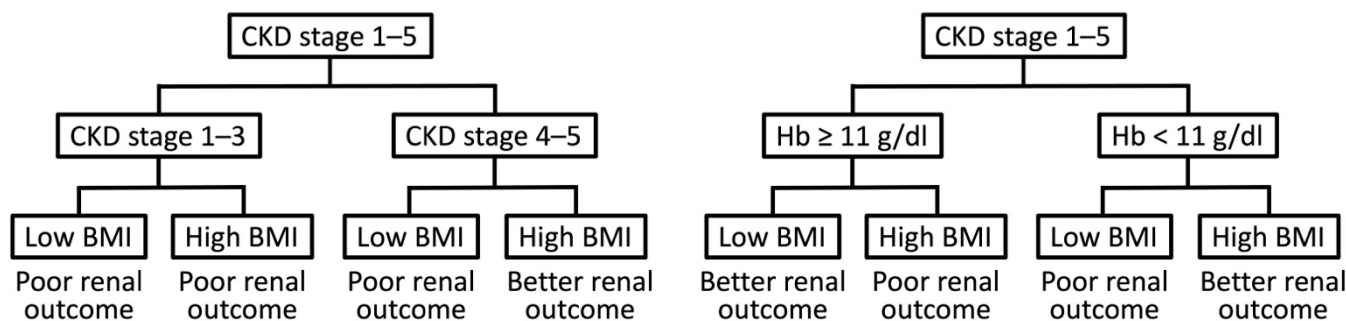 CKD stage 1–5
CKD stage 1–3
CKD stage 4–5
Low BMI
High BMI
Low BMI
High BMI
Poor renal
outcome
Poor renal
outcome
Poor renal
outcome
Better renal
outcome
CKD stage 1–5
Hb ≥ 11 g/dl
Hb < 11 g/dl
Low BMI
High BMI
Low BMI
High BMI
Better renal
outcome
Poor renal
outcome
Poor renal
outcome
Better renal
outcome